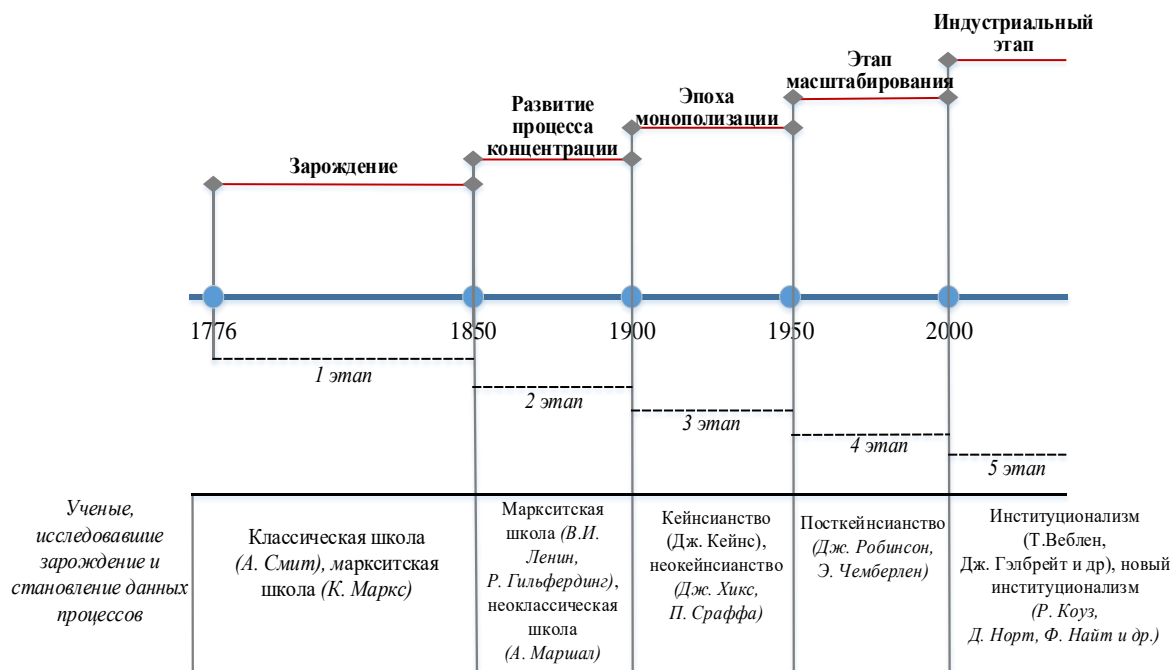 Индустриальный
этап
Этап
масштабирования
Эпоха
монополизации
Развитие
процесса
концентрации
Зарождение
1776
1850
1900
1950
2000
1 этап
2 этап
3 этап
4 этап
5 этап
Ученые,
исследовавшие
зарождение и
становление данных
процессов
Классическая школа
(А. Смит), маркситская
школа (К. Маркс)
Маркситская
школа (В.И.
Ленин,
Р. Гильфердинг),
неоклассическая
школа
(А. Маршал)
Кейнсианство
(Дж. Кейнс),
неокейнсианство
(Дж. Хикс,
П. Сраффа)
Посткейнсианство
(Дж. Робинсон,
Э. Чемберлен)
Институционализм
(Т.Веблен,
Дж. Гэлбрейт и др), новый
институционализм
(Р. Коуз,
Д. Норт, Ф. Найт и др.)